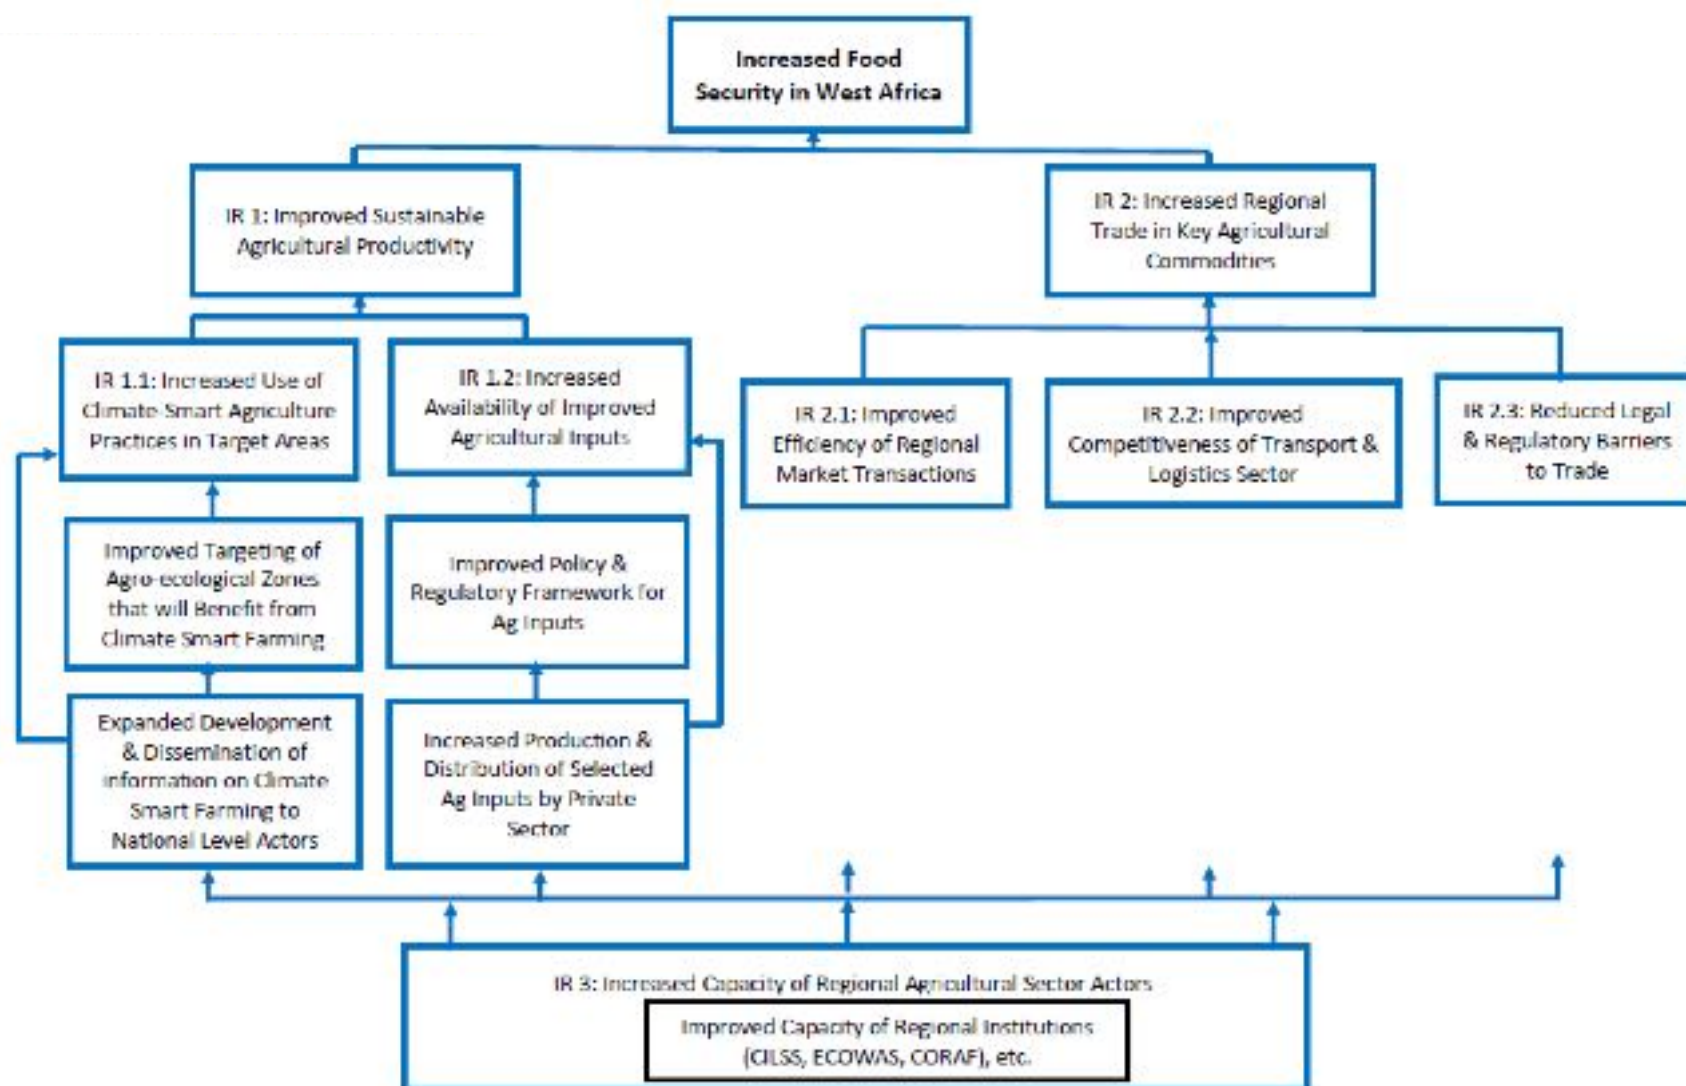 Increased Food
Security in West Africa
IR 1: Improved Sustainable
Agricultural Productivity
IR 2: Increased Regional
Trade in Key Agricultural
Commodities
IR 1.1: Increased Use of
Climate-Smart Agriculture
Practices in Target Areas
IR 1.2: Increased
Availability of Improved
Agricultural Inputs
IR 2.1: Improved
Efficiency of Regional
Market Transactions
IR 2.2: Improved
Competitiveness of Transport &
Logistics Sector
IR 2.3: Reduced Legal
& Regulatory Barriers
to Trade
Improved Targeting of
Agro-ecological Zones
that will Benefit from
Climate Smart Farming
Improved Policy &
Regulatory Framework for
Ag Inputs
Expanded Development
& Dissemination of
information on Climate
Smart Farming to
National Level Actors
Increased Production &
Distribution of Selected
Ag Inputs by Private
Sector
IR 3: Increased Capacity of Regional Agricultural Sector Actors
Improved Capacity of Regional Institutions
(CILSS, ECOWAS, CORAF), etc.